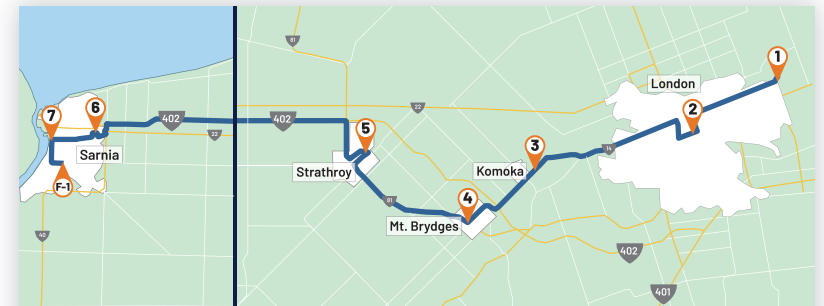 81
1
London
2
22
7
6
402
402
5
22
3
14
Sarnia
Strathroy
Komoka
F-1
4
81
Mt. Brydges
40
402
401